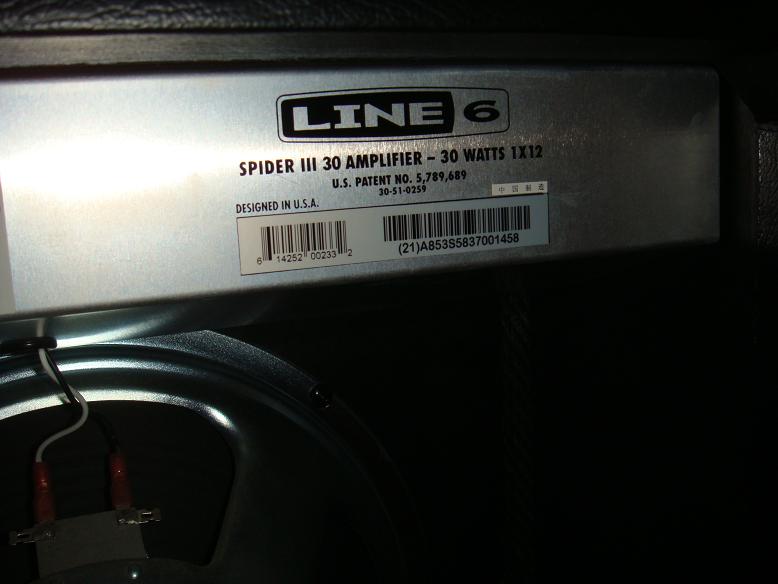 LINE 6
SPIDER III 30 AMPLIFIER – 30 WATTS 1X12
U.S. PATENT NO. 5,789,689
30-51-0259
中国制造
DESIGNED IN U.S.A.
6 14252 00233 2
(21)A853S5837001458